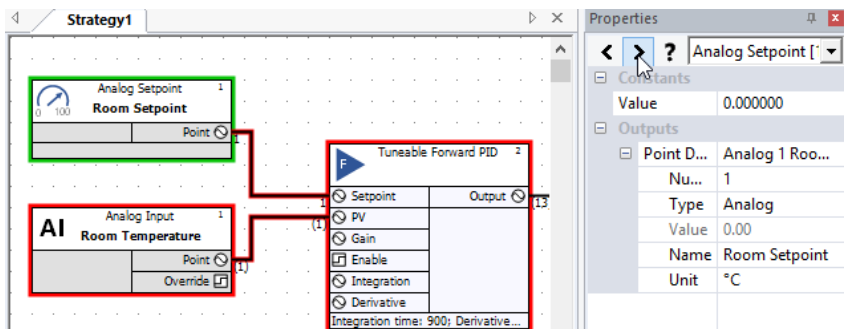 Strategy1
Analog Setpoint 1
Room Setpoint
0 100
Point
1
Analog Input 1
AI
Room Temperature
Point
(1)
Override
Tuneable Forward PID 2
F
1 Setpoint Output (13
(1) PV
Gain
Enable
Integration
Derivative
Integration time: 900; Derivative...
Properties
? Analog Setpoint [
Constants
Value 0.000000
Outputs
Point D... Analog 1 Roo...
Nu... 1
Type Analog
Value 0.00
Name Room Setpoint
Unit °C